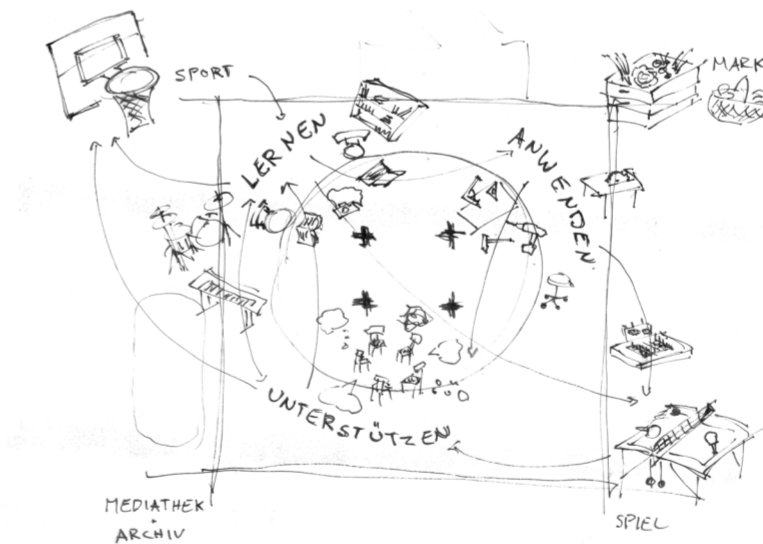 SPORT
MARK
LERNEN
ANWENDEN
UNTERSTÜTZEN
MEDIATHEK
+
ARCHIV
SPIEL